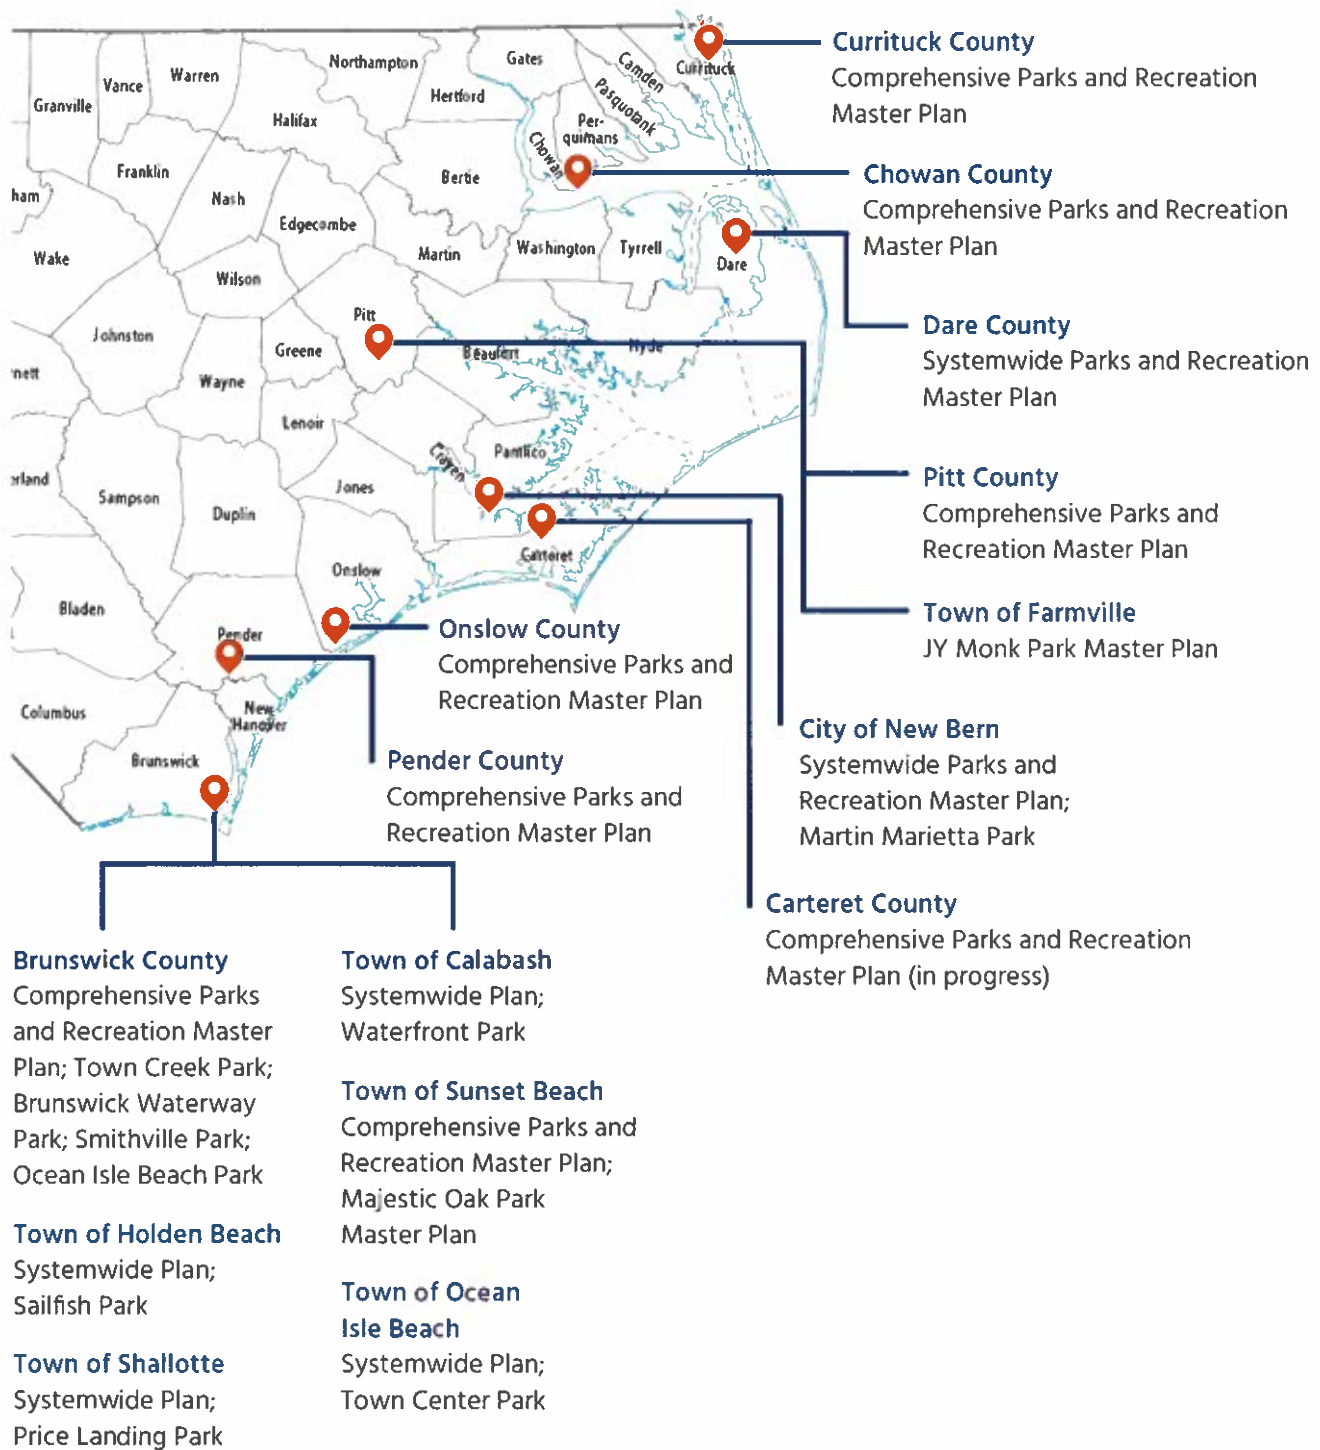 Currituck County
Comprehensive Parks and Recreation
Master Plan
Chowan County
Comprehensive Parks and Recreation
Master Plan
Dare County
Systemwide Parks and Recreation
Master Plan
Pitt County
Comprehensive Parks and
Recreation Master Plan
Town of Farmville
JY Monk Park Master Plan
City of New Bern
Systemwide Parks and
Recreation Master Plan;
Martin Marietta Park
Carteret County
Comprehensive Parks and Recreation
Master Plan (in progress)
Onslow County
Comprehensive Parks and
Recreation Master Plan
Pender County
Comprehensive Parks and
Recreation Master Plan
Brunswick County
Comprehensive Parks
and Recreation Master
Plan; Town Creek Park;
Brunswick Waterway
Park; Smithville Park;
Ocean Isle Beach Park
Town of Holden Beach
Systemwide Plan;
Sailfish Park
Town of Shallotte
Systemwide Plan;
Price Landing Park
Town of Calabash
Systemwide Plan;
Waterfront Park
Town of Sunset Beach
Comprehensive Parks and
Recreation Master Plan;
Majestic Oak Park
Master Plan
Town of Ocean
Isle Beach
Systemwide Plan;
Town Center Park
Granville
Vance
Warren
Northampton
Gates
Camden
Currituck
Pasquotank
Hertford
Halifax
Per-
quimans
Chowan
Franklin
Nash
Bertie
ham
Edgecombe
Wake
Martin
Washington
Tyrrell
Dare
Wilson
Pitt
Johnston
Greene
Beaufort
Hyde
nett
Wayne
Lenoir
Craven
Pamlico
erland
Sampson
Jones
Duplin
Carteret
Onslow
Bladen
Pender
Columbus
New
Hanover
Brunswick